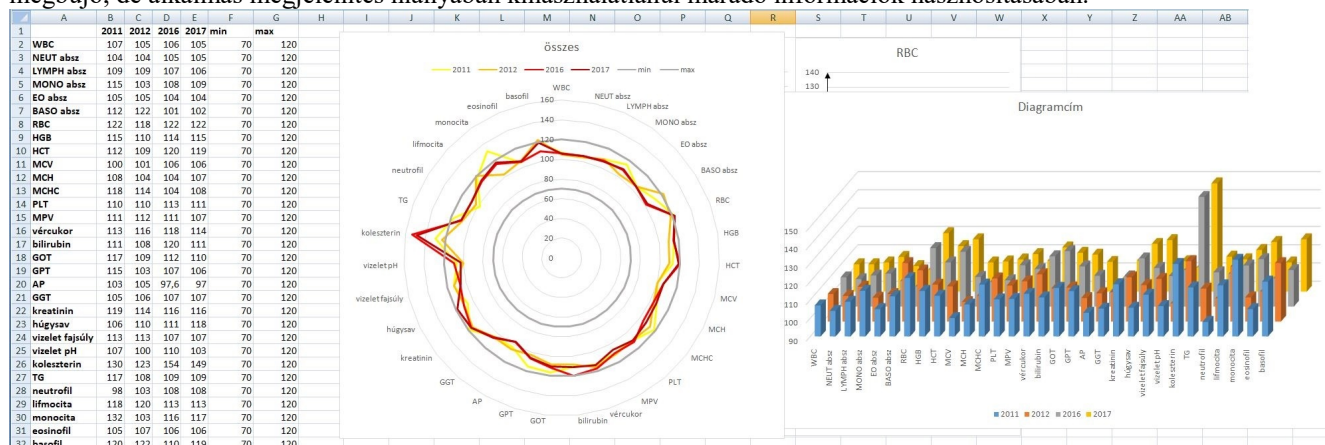 megbújó, de alkalmas megjelenítés hiányában kihasználatlanul maradó információk hasznosításában.
A B C D E F G H I J K L M N O P Q R S T U V W X Y Z AA AB
1 2011 2012 2016 2017 min max
2 WBC 107 105 106 105 70 120
3 NEUT absz 104 104 105 105 70 120
4 LYMPH absz 109 109 107 106 70 120
5 MONO absz 115 103 108 109 70 120
6 EO absz 105 105 104 104 70 120
7 BASO absz 112 122 101 102 70 120
8 RBC 122 118 122 122 70 120
9 HGB 115 110 114 115 70 120
10 HCT 112 109 120 119 70 120
11 MCV 100 101 106 106 70 120
12 MCH 108 104 104 107 70 120
13 MCHC 118 114 104 108 70 120
14 PLT 110 110 113 111 70 120
15 MPV 111 112 111 107 70 120
16 vércukor 113 116 118 114 70 120
17 bilirubin 111 108 120 111 70 120
18 GOT 117 109 112 110 70 120
19 GPT 115 103 107 106 70 120
20 AP 103 105 97,6 97 70 120
21 GGT 105 106 107 107 70 120
22 kreatinin 119 114 116 116 70 120
23 húgysav 106 110 111 118 70 120
24 vizelet fajsúly 113 113 107 107 70 120
25 vizelet pH 107 100 110 103 70 120
26 koleszterin 130 123 154 149 70 120
27 TG 117 108 109 109 70 120
28 neutrofil 98 103 108 108 70 120
29 lifmocita 118 120 113 113 70 120
30 monocita 132 103 116 117 70 120
31 eosinofil 105 107 106 106 70 120
32 basofil 120 122 110 119 70 120
összes
2011 2012 2016 2017 min max
WBC
NEUT absz
LYMPH absz
MONO absz
EO absz
BASO absz
RBC
HGB
HCT
MCV
MCH
MCHC
PLT
MPV
vércukor
bilirubin
GOT
GPT
AP
GGT
kreatinin
húgysav
vizelet fajsúly
vizelet pH
koleszterin
TG
neutrofil
lifmocita
monocita
eosinofil
basofil
160
140
120
100
80
60
40
20
0
RBC
140
130
Diagramcím
150
140
130
120
110
100
90
WBC
NEUT absz
LYMPH absz
MONO absz
EO absz
BASO absz
RBC
HGB
HCT
MCV
MCH
MCHC
PLT
MPV
vércukor
bilirubin
GOT
GPT
AP
GGT
kreatinin
húgysav
vizelet fajsúly
vizelet pH
koleszterin
TG
neutrofil
lifmocita
monocita
eosinofil
basofil
2011 2012 2016 2017